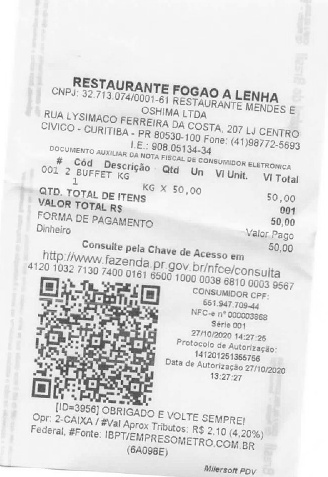 RESTAURANTE FOGAO A LENHA
CNPJ: 32.713.074/0001-61 RESTAURANTE MENDES E
OSHIMA LTDA
RUA LYSIMACO FERREIRA DA COSTA, 207 LJ CENTRO
CIVICO - CURITIBA - PR 80530-100 Fone: (41)98772-5693
I.E.: 908.05134-34
DOCUMENTO AUXILIAR DA NOTA FISCAL DE CONSUMIDOR ELETRÔNICA
# Cód Descrição Qtd Un Vl Unit. Vl Total
001 2 BUFFET KG
1 KG X 50,00 50,00
QTD. TOTAL DE ITENS 001
VALOR TOTAL R$ 50,00
FORMA DE PAGAMENTO Valor Pago
Dinheiro 50,00
Consulte pela Chave de Acesso em
http://www.fazenda.pr.gov.br/nfce/consulta
4120 1032 7130 7400 0161 6500 1000 0038 6810 0003 9567
CONSUMIDOR CPF:
551.947.709-44
NFC-e nº 000003868
Série 001
27/10/2020 14:27:25
Protocolo de Autorização:
141201251355756
Data de Autorização 27/10/2020
13:27:27
[ID=3956] OBRIGADO E VOLTE SEMPRE!
Opr: 2-CAIXA / #Val Aprox Tributos: R$ 2,10 (4,20%)
Federal, #Fonte: IBPT/EMPRESOMETRO.COM.BR
(6A098E)
Milersoft PDV